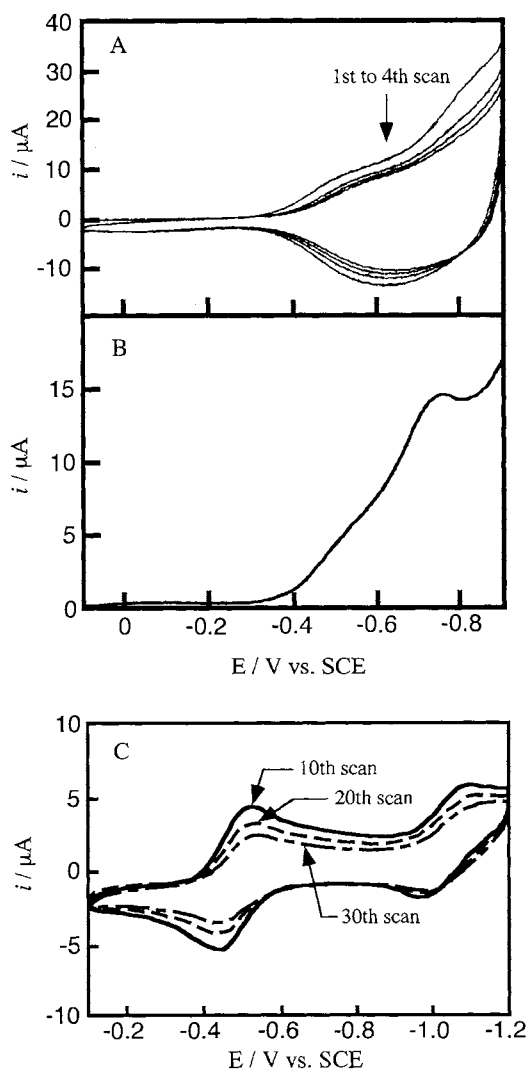 A
40
30
20
10
0
-10
i / µA
1st to 4th scan
B
15
10
5
0
i / µA
0 -0.2 -0.4 -0.6 -0.8
E / V vs. SCE
C
10
5
0
-5
-10
i / µA
10th scan
20th scan
30th scan
-0.2 -0.4 -0.6 -0.8 -1.0 -1.2
E / V vs. SCE